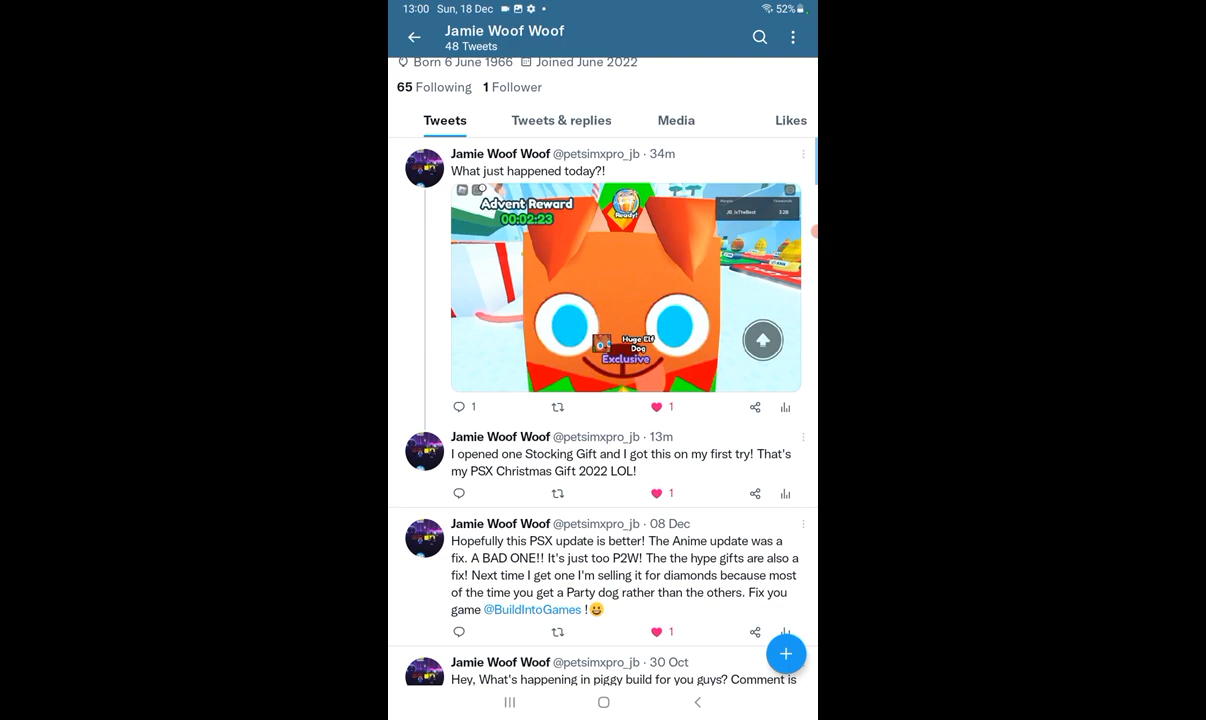 13:00 Sun, 18 Dec 52%
Jamie Woof Woof
48 Tweets
Born 6 June 1966 Joined June 2022
65 Following 1 Follower
Tweets Tweets & replies Media Likes
Jamie Woof Woof @petsimxpro_jb · 34m
What just happened today?!
Advent Reward
00:02:23
Ready!
JB_IsTheBest 3.2B
Huge Elf
Dog
Exclusive
1 1
Jamie Woof Woof @petsimxpro_jb · 13m
I opened one Stocking Gift and I got this on my first try! That's
my PSX Christmas Gift 2022 LOL!
1
Jamie Woof Woof @petsimxpro_jb · 08 Dec
Hopefully this PSX update is better! The Anime update was a
fix. A BAD ONE!! It's just too P2W! The the hype gifts are also a
fix! Next time I get one I'm selling it for diamonds because most
of the time you get a Party dog rather than the others. Fix you
game @BuildIntoGames !😀
1
Jamie Woof Woof @petsimxpro_jb · 30 Oct
Hey, What's happening in piggy build for you guys? Comment is